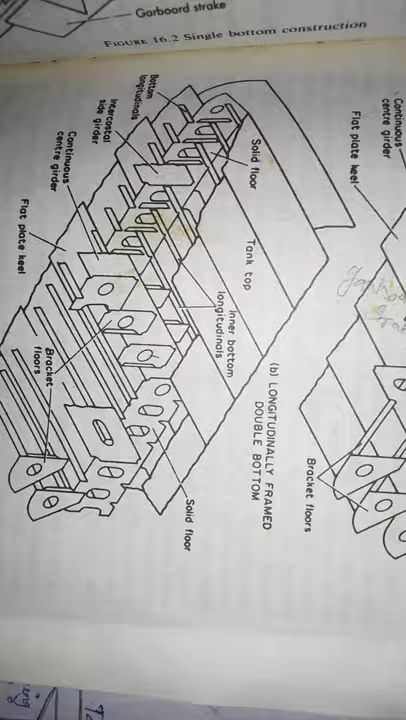 Garboard strake
FIGURE 16.2 Single bottom construction
Continuous
centre girder
Flat plate keel
Bracket floors
Bottom
longitudinals
Intercostal
side girder
Continuous
centre girder
Flat plate keel
Solid floor
Tank top
Inner bottom
longitudinals
Bracket
floors
Solid floor
(b) LONGITUDINALLY FRAMED
DOUBLE BOTTOM